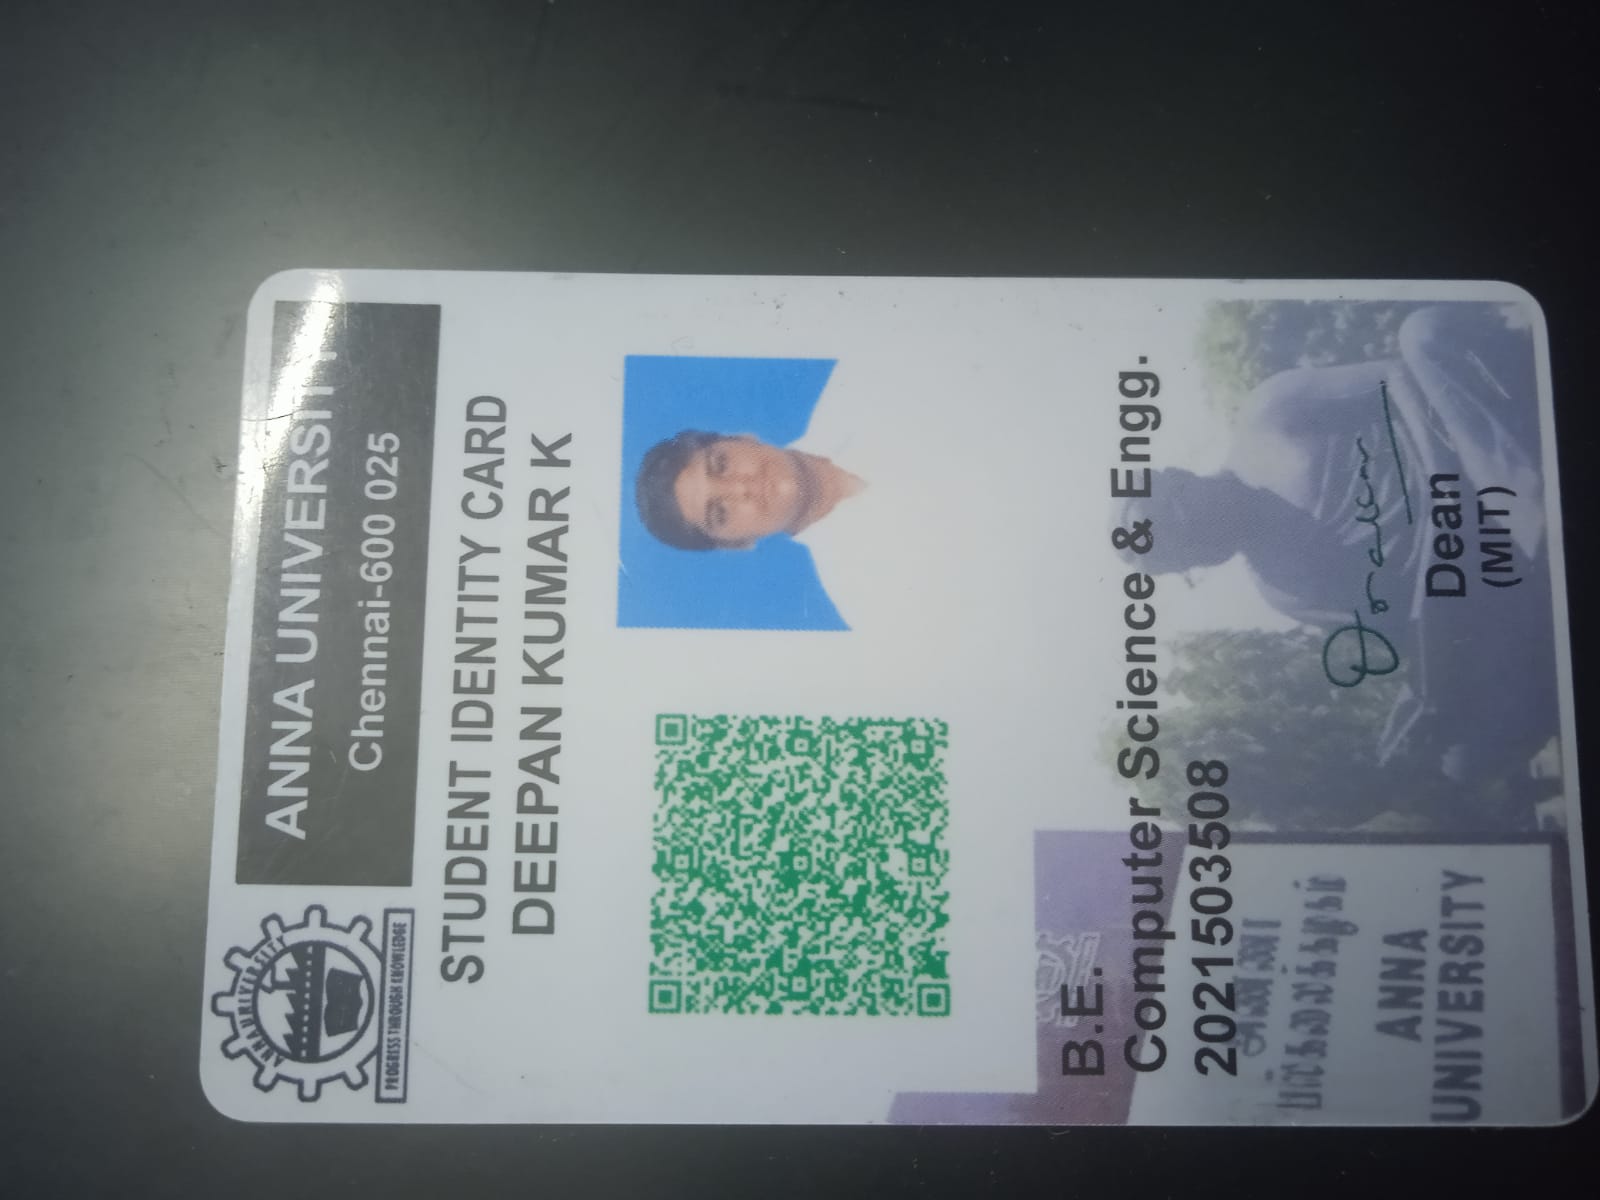 ANNA UNIVERSITY
PROGRESS THROUGH KNOWLEDGE
ANNA UNIVERSITY
Chennai-600 025
STUDENT IDENTITY CARD
DEEPAN KUMAR K
B.E.
Computer Science & Engg.
2021503508
அண்ணா
பல்கலைக்கழகம்
ANNA
UNIVERSITY
Dean
(MIT)